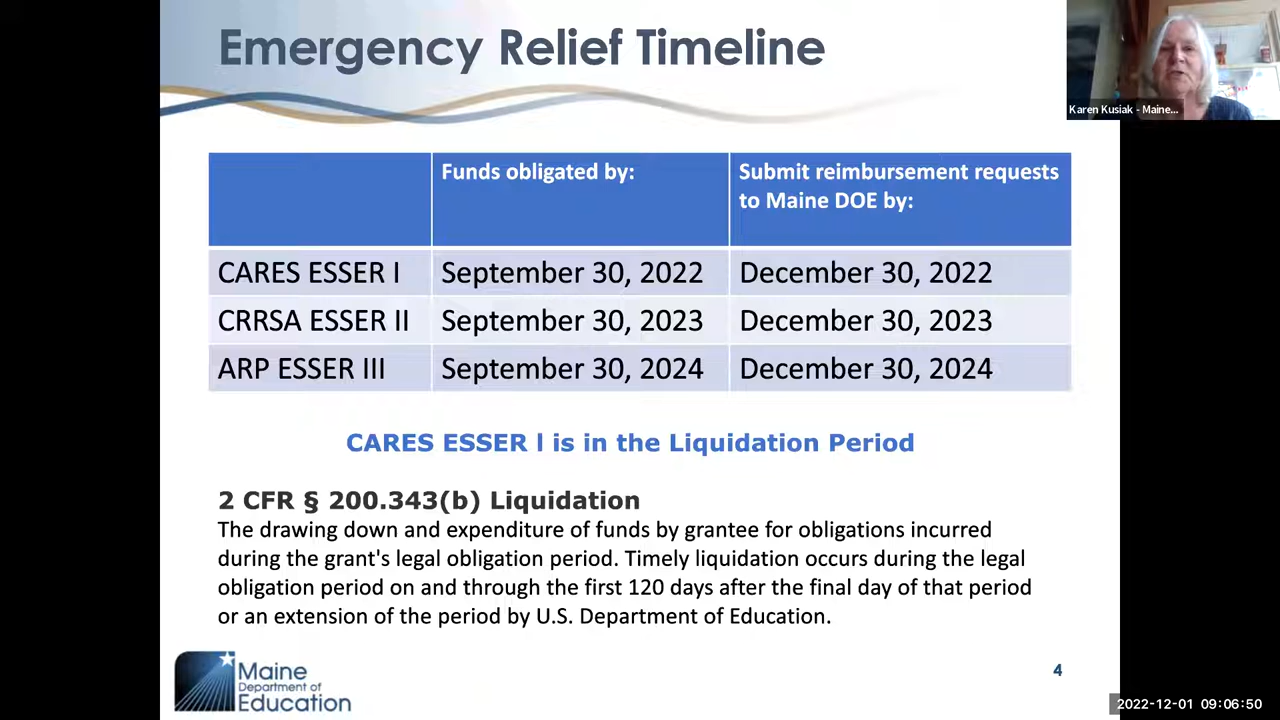 Emergency Relief Timeline
Karen Kusiak - Maine...
Funds obligated by:
Submit reimbursement requests
to Maine DOE by:
CARES ESSER I
September 30, 2022
December 30, 2022
CRRSA ESSER II
September 30, 2023
December 30, 2023
ARP ESSER III
September 30, 2024
December 30, 2024
CARES ESSER l is in the Liquidation Period
2 CFR § 200.343(b) Liquidation
The drawing down and expenditure of funds by grantee for obligations incurred
during the grant's legal obligation period. Timely liquidation occurs during the legal
obligation period on and through the first 120 days after the final day of that period
or an extension of the period by U.S. Department of Education.
Maine
Department of
Education
4
2022-12-01 09:06:50